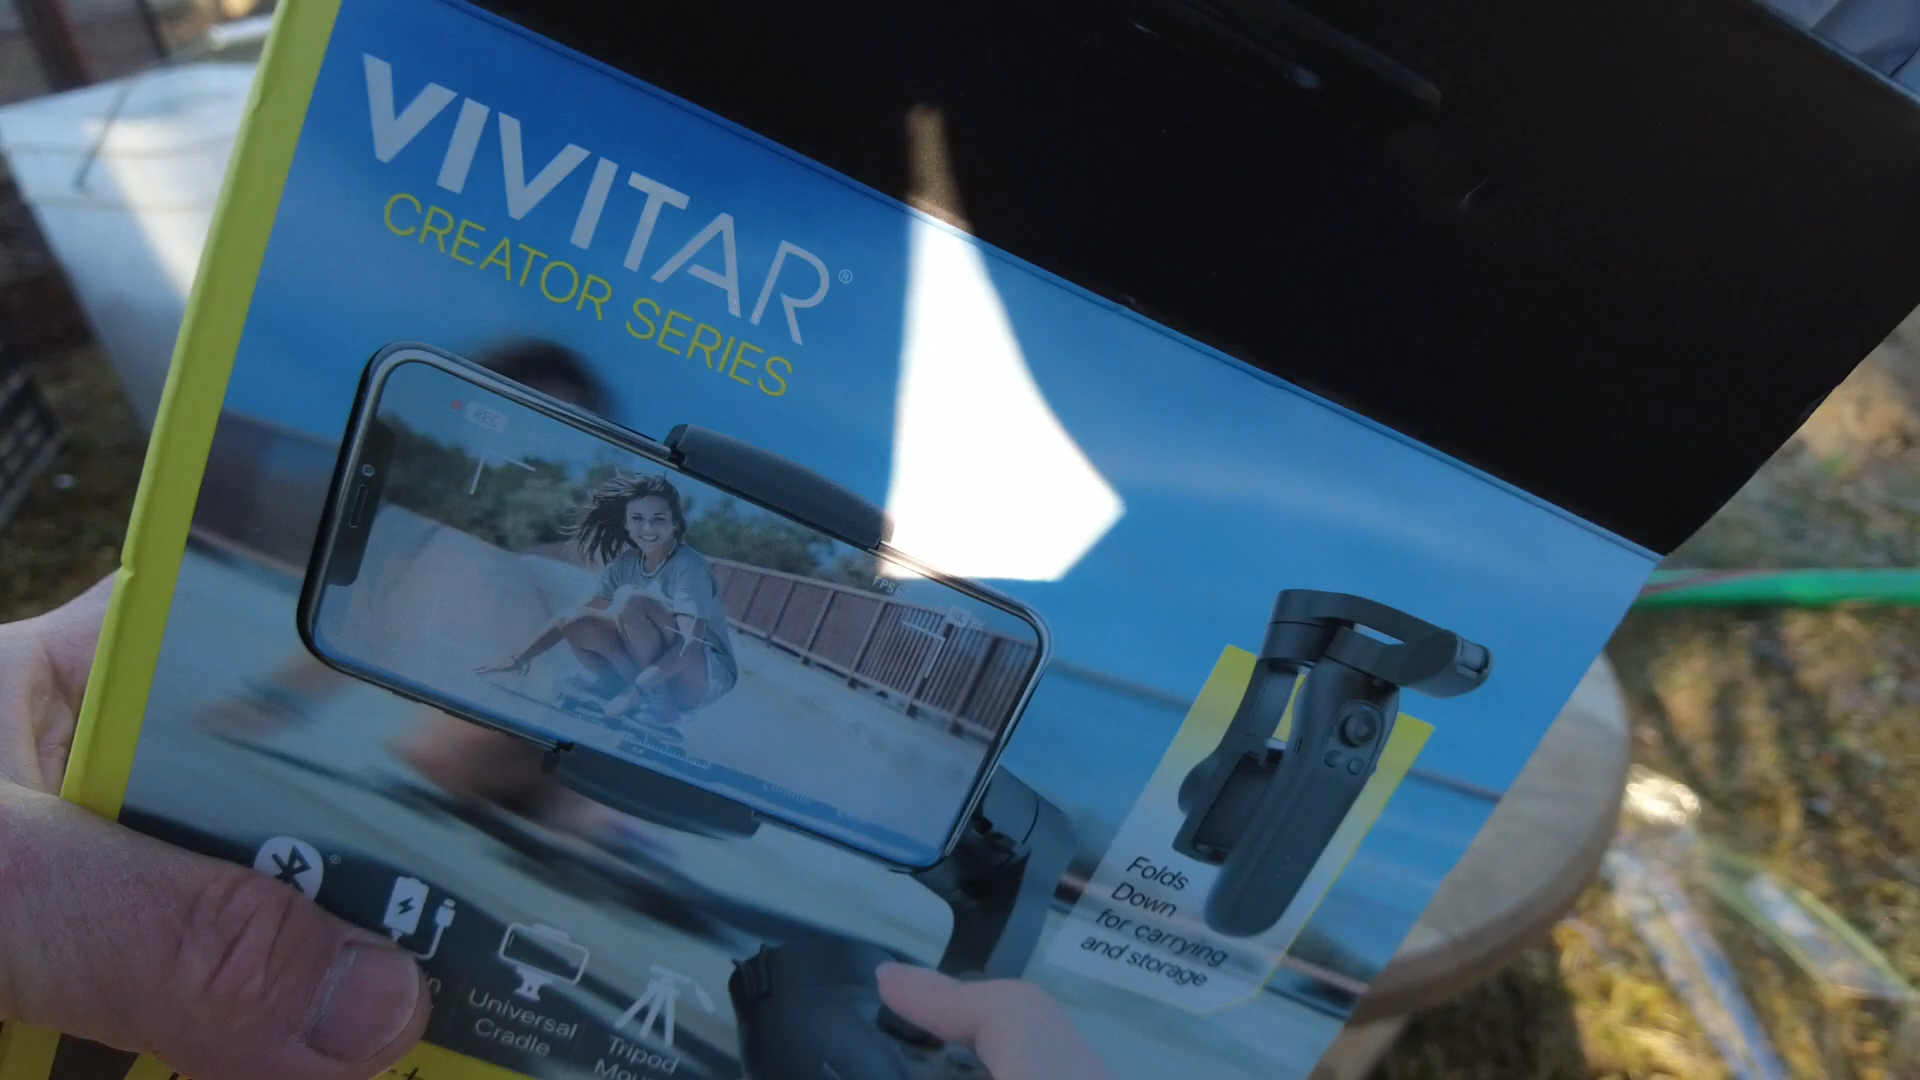 VIVITAR®
CREATOR SERIES
REC
FPS
Folds
Down
for carrying
and storage
Universal
Cradle
Tripod